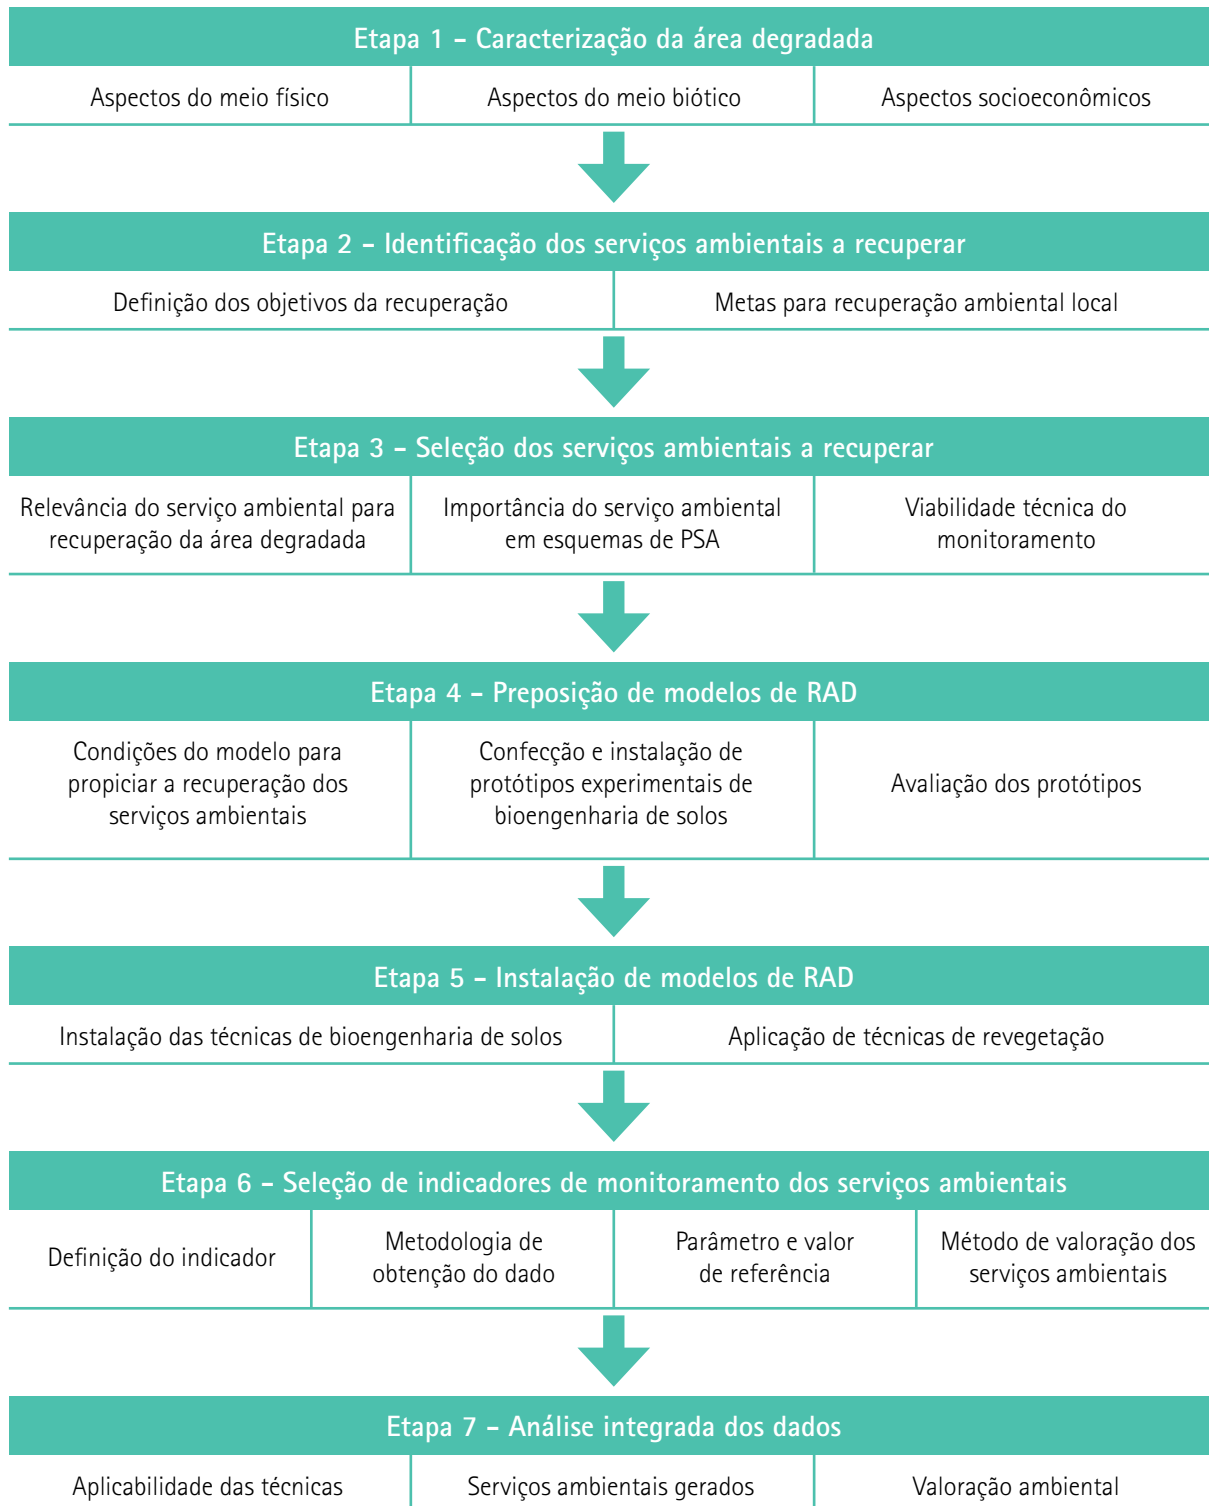 Etapa 1 - Caracterização da área degradada
Aspectos do meio físico
Aspectos do meio biótico
Aspectos socioeconômicos
Etapa 2 - Identificação dos serviços ambientais a recuperar
Definição dos objetivos da recuperação
Metas para recuperação ambiental local
Etapa 3 - Seleção dos serviços ambientais a recuperar
Relevância do serviço ambiental para
recuperação da área degradada
Importância do serviço ambiental
em esquemas de PSA
Viabilidade técnica do
monitoramento
Etapa 4 - Preposição de modelos de RAD
Condições do modelo para
propiciar a recuperação dos
serviços ambientais
Confecção e instalação de
protótipos experimentais de
bioengenharia de solos
Avaliação dos protótipos
Etapa 5 - Instalação de modelos de RAD
Instalação das técnicas de bioengenharia de solos
Aplicação de técnicas de revegetação
Etapa 6 - Seleção de indicadores de monitoramento dos serviços ambientais
Definição do indicador
Metodologia de
obtenção do dado
Parâmetro e valor
de referência
Método de valoração dos
serviços ambientais
Etapa 7 - Análise integrada dos dados
Aplicabilidade das técnicas
Serviços ambientais gerados
Valoração ambiental